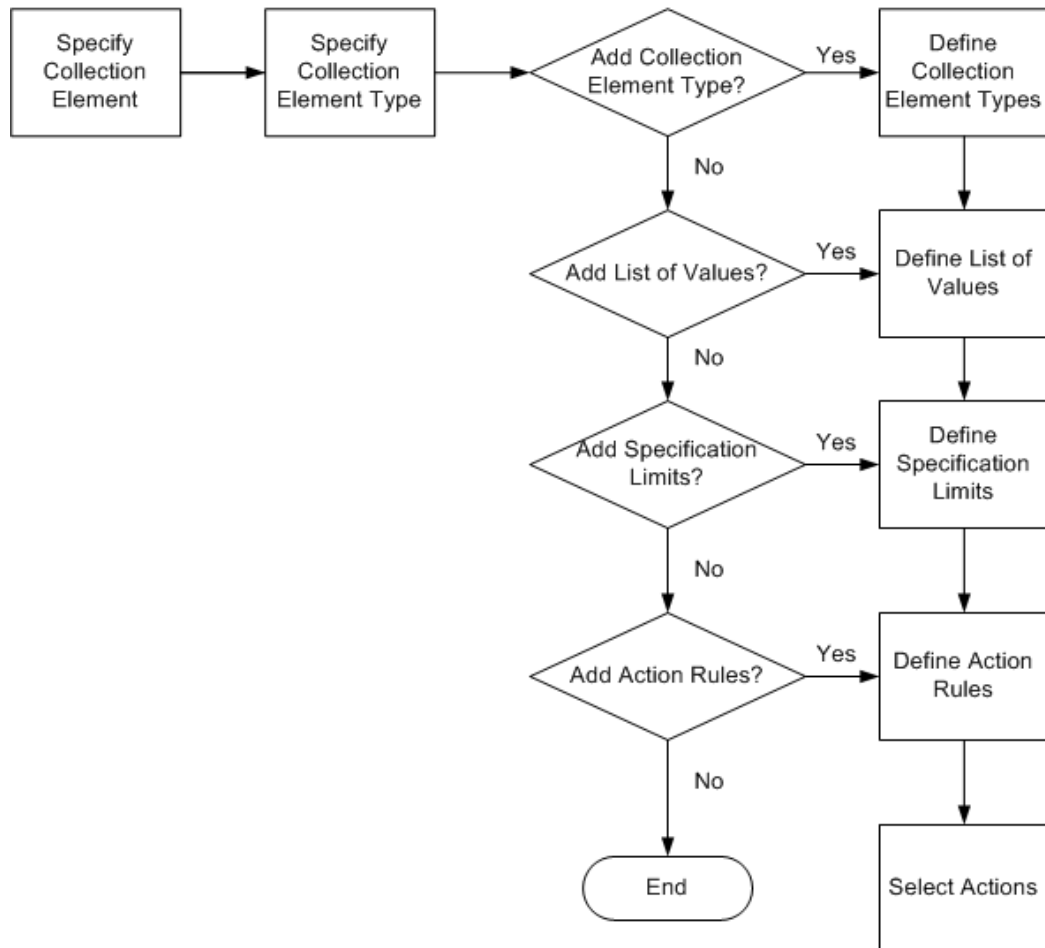 Specify
Collection
Element
Specify
Collection
Element Type
Add Collection
Element Type?
Yes
Define
Collection
Element Types
No
Add List of Values?
Yes
Define List of
Values
No
Add Specification
Limits?
Yes
Define
Specification
Limits
No
Add Action Rules?
Yes
Define Action
Rules
No
End
Select Actions